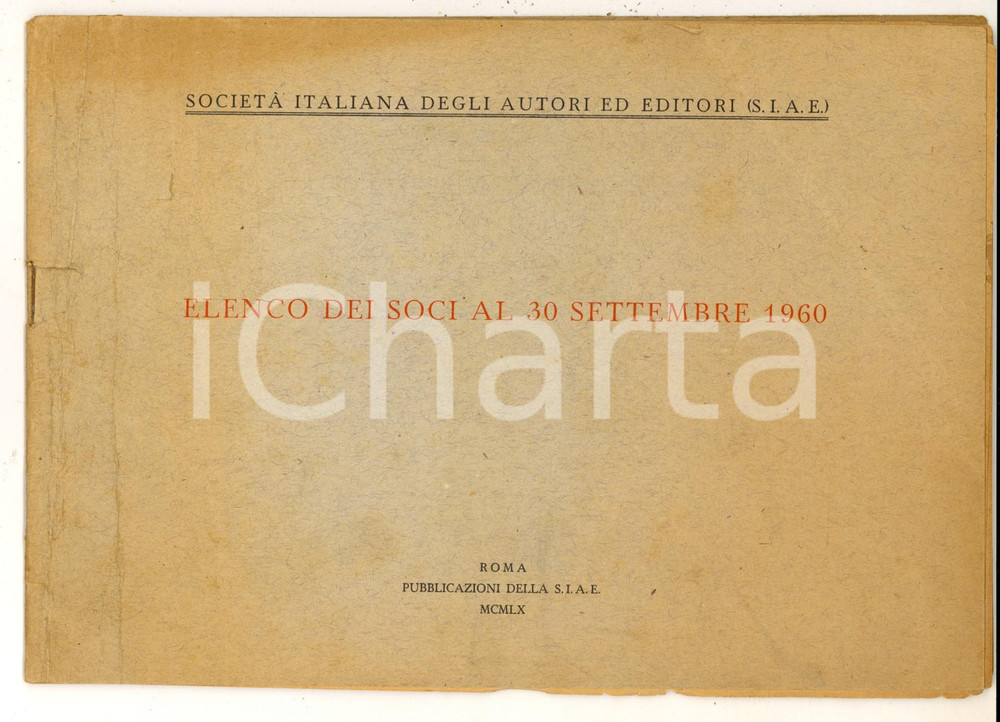 SOCIETÀ ITALIANA DEGLI AUTORI ED EDITORI (S. I. A. E.)
ELENCO DEI SOCI AL 30 SETTEMBRE 1960
iCharta
ROMA
PUBBLICAZIONI DELLA S. I. A. E.
MCMLX